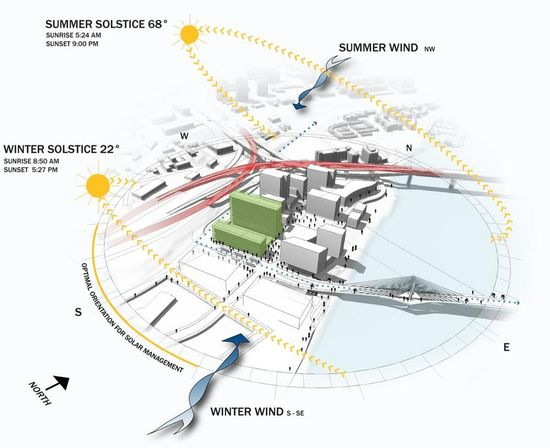 SUMMER SOLSTICE 68°
SUNRISE 5:24 AM
SUNSET 9:00 PM
SUMMER WIND NW
W
N
WINTER SOLSTICE 22°
SUNRISE 8:50 AM
SUNSET 5:27 PM
OPTIMAL ORIENTATION FOR SOLAR MANAGEMENT
S
E
NORTH
WINTER WIND S - SE